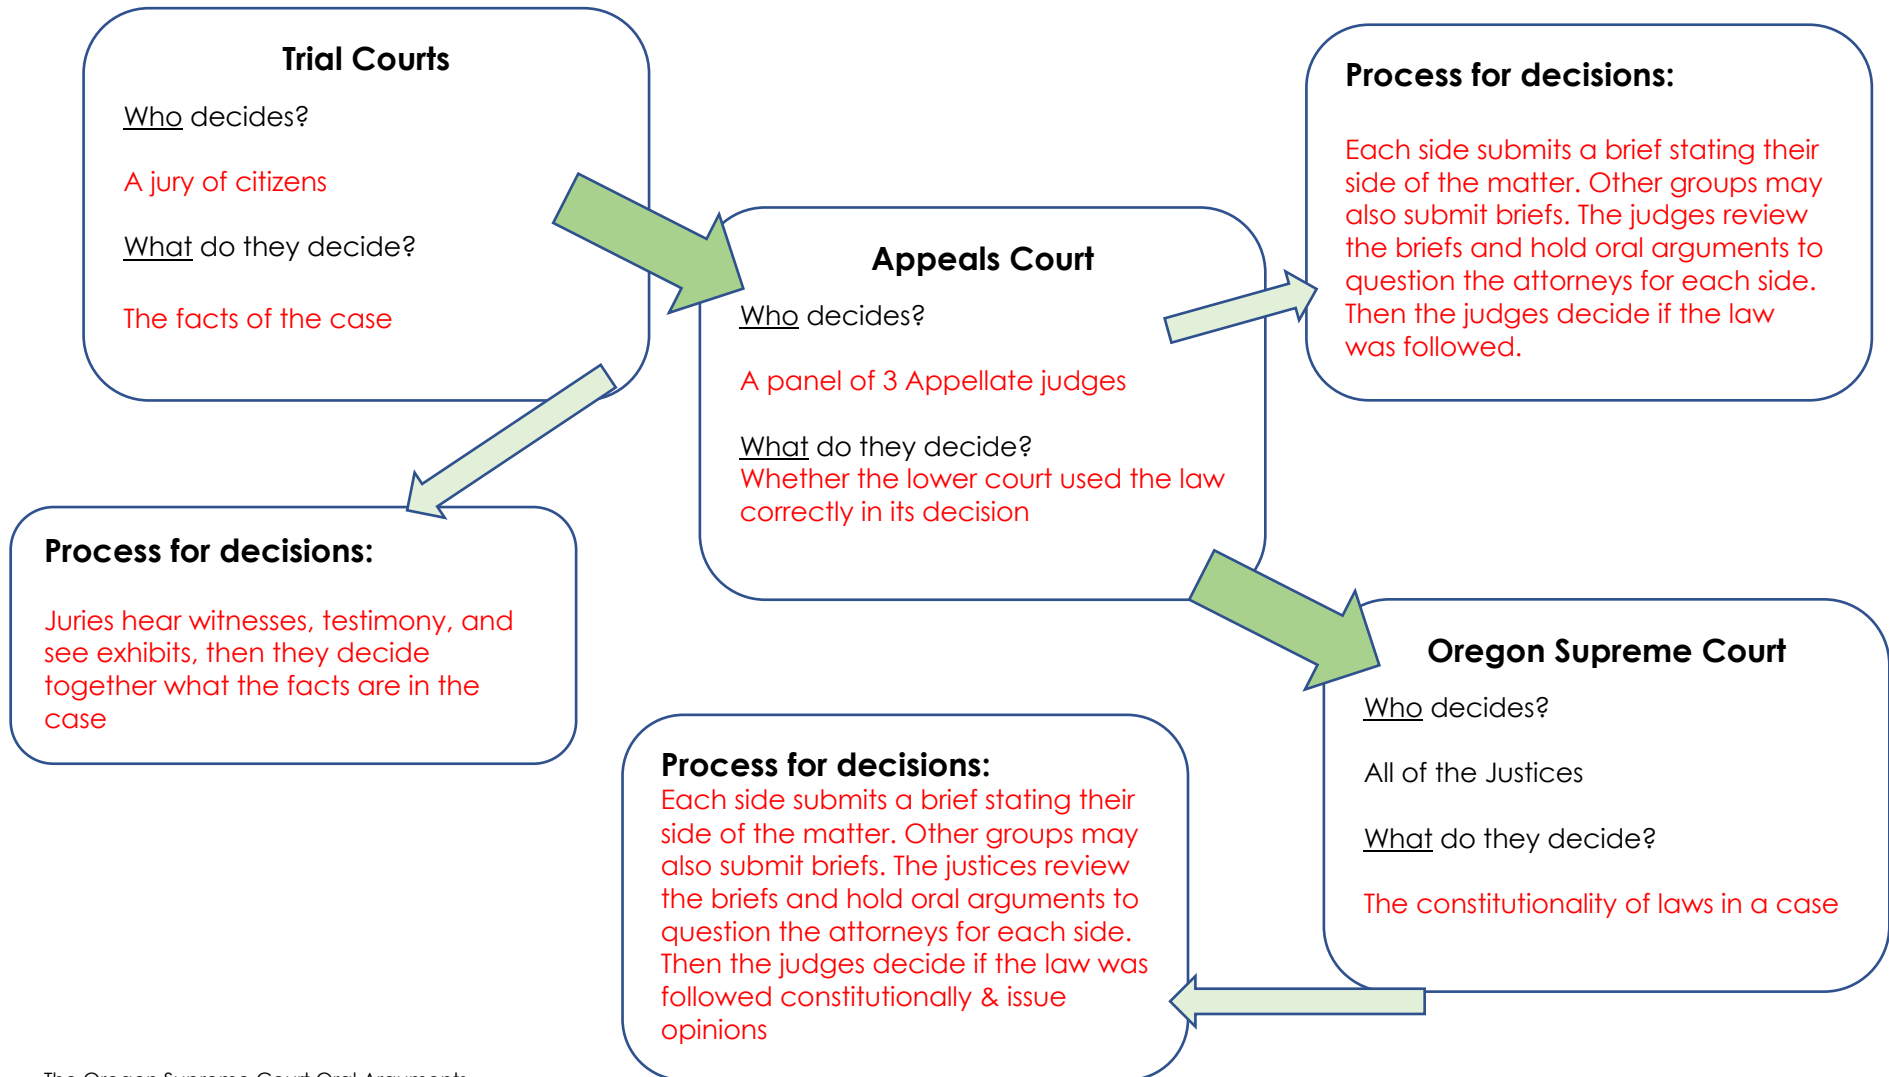 Trial Courts
Who decides?
A jury of citizens
What do they decide?
The facts of the case
Process for decisions:
Juries hear witnesses, testimony, and
see exhibits, then they decide
together what the facts are in the
case
Appeals Court
Who decides?
A panel of 3 Appellate judges
What do they decide?
Whether the lower court used the law
correctly in its decision
Process for decisions:
Each side submits a brief stating their
side of the matter. Other groups may
also submit briefs. The judges review
the briefs and hold oral arguments to
question the attorneys for each side.
Then the judges decide if the law
was followed.
Oregon Supreme Court
Who decides?
All of the Justices
What do they decide?
The constitutionality of laws in a case
Process for decisions:
Each side submits a brief stating their
side of the matter. Other groups may
also submit briefs. The justices review
the briefs and hold oral arguments to
question the attorneys for each side.
Then the judges decide if the law was
followed constitutionally & issue
opinions
The Oregon Supreme Court Oral Arguments